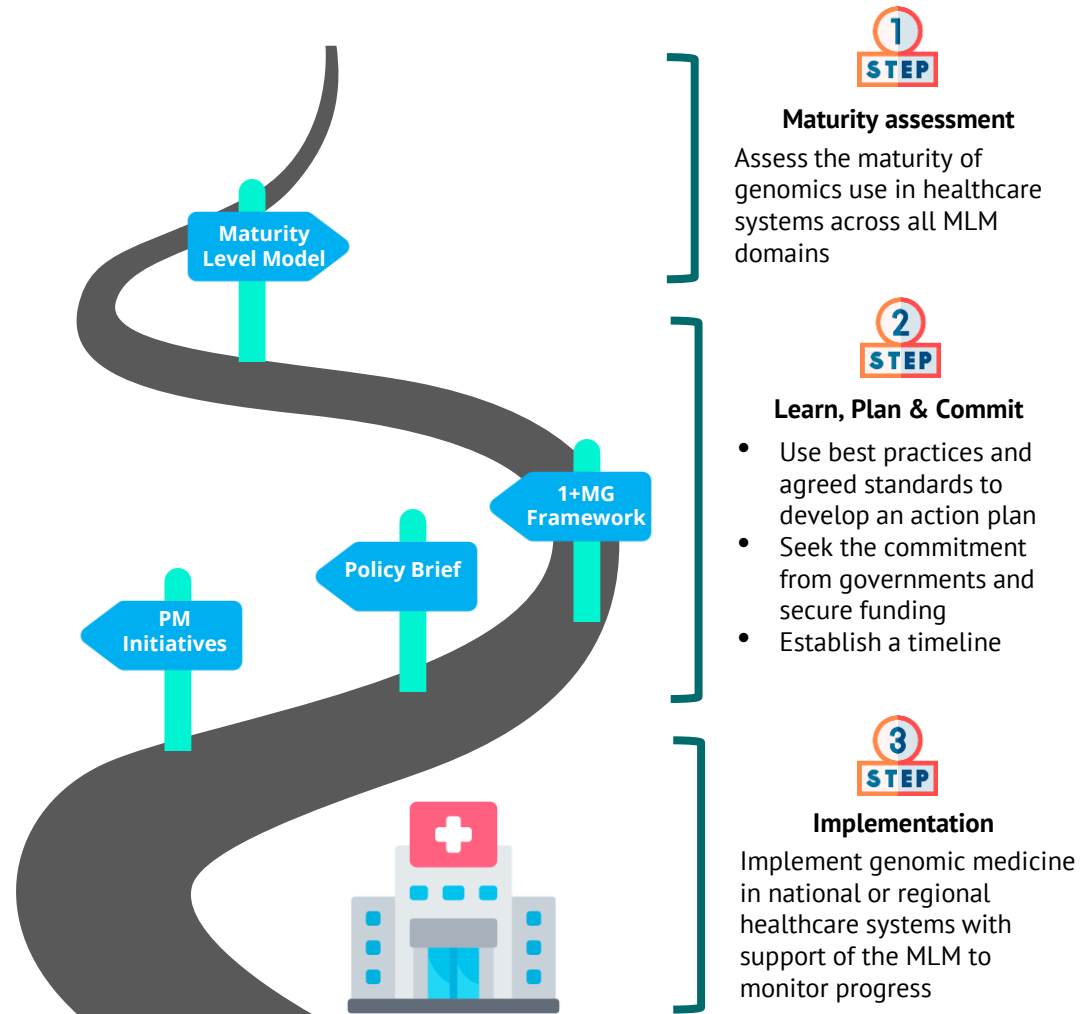 1
STEP
Maturity assessment
Assess the maturity of
genomics use in healthcare
systems across all MLM
domains
Maturity
Level Model
2
STEP
Learn, Plan & Commit
• Use best practices and
agreed standards to
develop an action plan
• Seek the commitment
from governments and
secure funding
• Establish a timeline
1+MG
Framework
Policy Brief
PM
Initiatives
3
STEP
Implementation
Implement genomic medicine
in national or regional
healthcare systems with
support of the MLM to
monitor progress